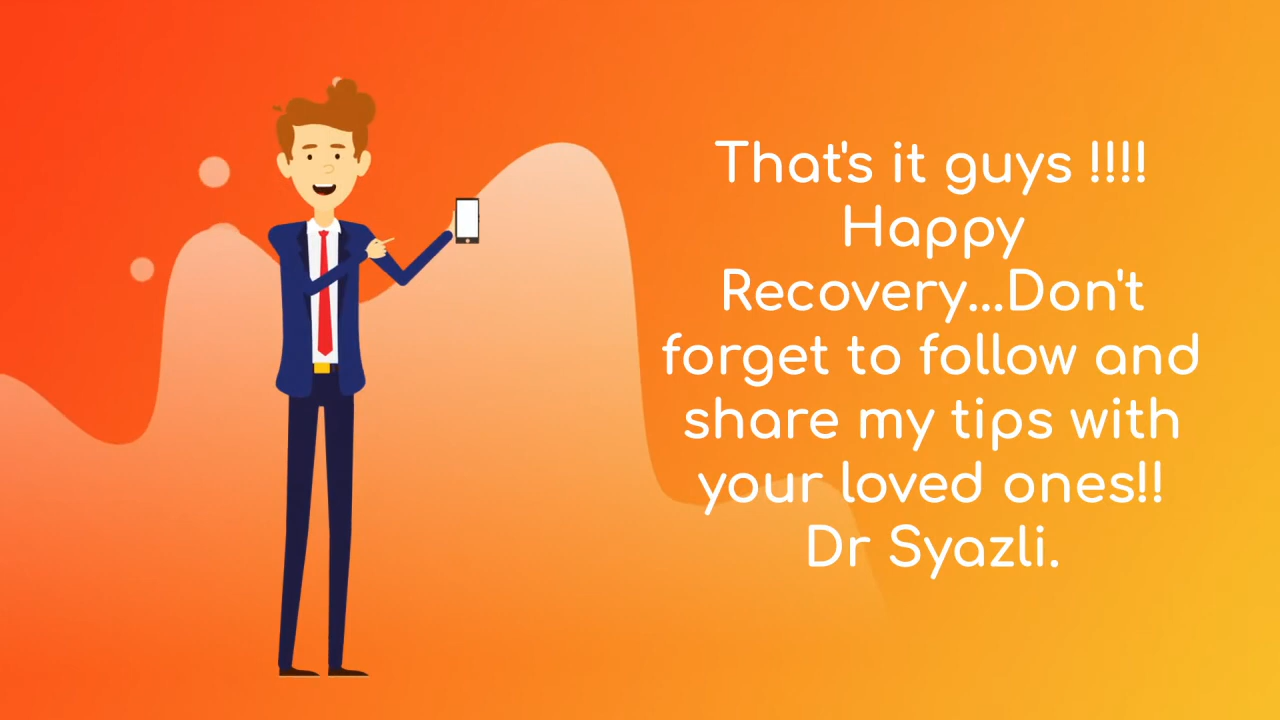 That's it guys !!!!
Happy
Recovery...Don't
forget to follow and
share my tips with
your loved ones!!
Dr Syazli.